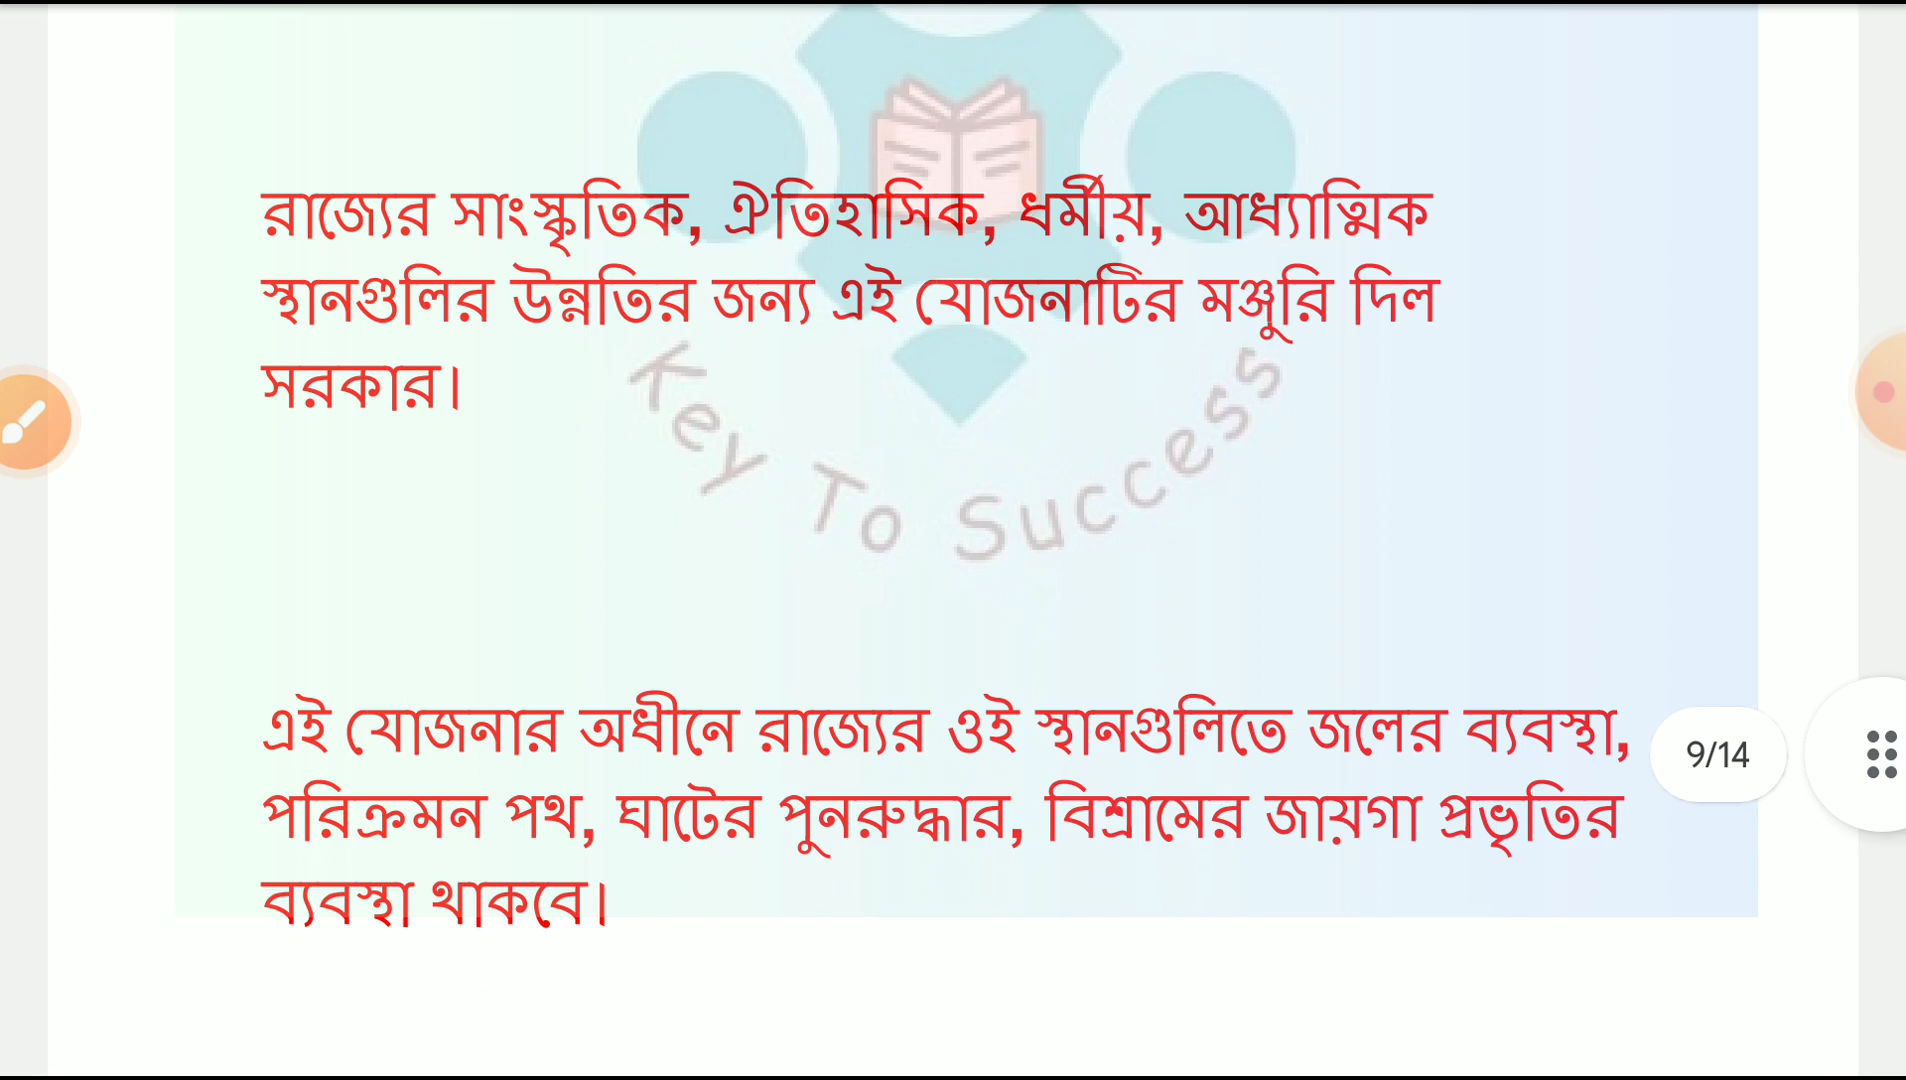 রাজ্যের সাংস্কৃতিক, ঐতিহাসিক, ধর্মীয়, আধ্যাত্মিক
স্থানগুলির উন্নতির জন্য এই যোজনাটির মঞ্জুরি দিল
সরকার।
Key To Success
এই যোজনার অধীনে রাজ্যের ওই স্থানগুলিতে জলের ব্যবস্থা,
পরিক্রমন পথ, ঘাটের পুনরুদ্ধার, বিশ্রামের জায়গা প্রভৃতির
ব্যবস্থা থাকবে।
9/14